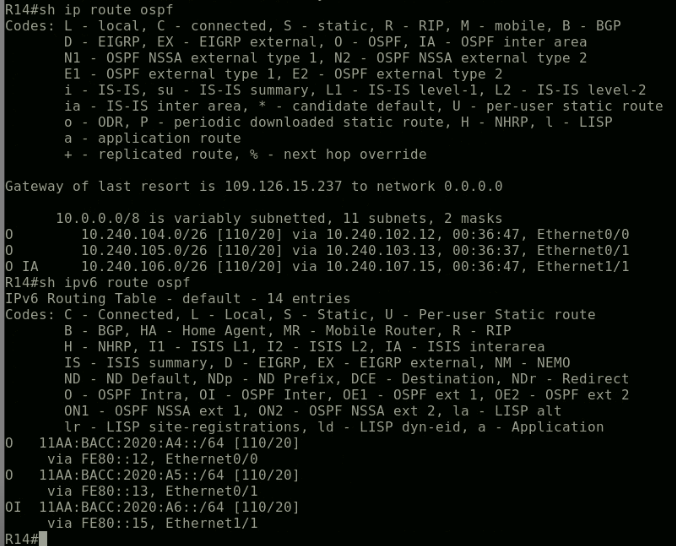 R14#sh ip route ospf
Codes: L - local, C - connected, S - static, R - RIP, M - mobile, B - BGP
       D - EIGRP, EX - EIGRP external, O - OSPF, IA - OSPF inter area
       N1 - OSPF NSSA external type 1, N2 - OSPF NSSA external type 2
       E1 - OSPF external type 1, E2 - OSPF external type 2
       i - IS-IS, su - IS-IS summary, L1 - IS-IS level-1, L2 - IS-IS level-2
       ia - IS-IS inter area, * - candidate default, U - per-user static route
       o - ODR, P - periodic downloaded static route, H - NHRP, l - LISP
       a - application route
       + - replicated route, % - next hop override

Gateway of last resort is 109.126.15.237 to network 0.0.0.0

      10.0.0.0/8 is variably subnetted, 11 subnets, 2 masks
O        10.240.104.0/26 [110/20] via 10.240.102.12, 00:36:47, Ethernet0/0
O        10.240.105.0/26 [110/20] via 10.240.103.13, 00:36:37, Ethernet0/1
O IA     10.240.106.0/26 [110/20] via 10.240.107.15, 00:36:47, Ethernet1/1
R14#sh ipv6 route ospf
IPv6 Routing Table - default - 14 entries
Codes: C - Connected, L - Local, S - Static, U - Per-user Static route
       B - BGP, HA - Home Agent, MR - Mobile Router, R - RIP
       H - NHRP, I1 - ISIS L1, I2 - ISIS L2, IA - ISIS interarea
       IS - ISIS summary, D - EIGRP, EX - EIGRP external, NM - NEMO
       ND - ND Default, NDp - ND Prefix, DCE - Destination, NDr - Redirect
       O - OSPF Intra, OI - OSPF Inter, OE1 - OSPF ext 1, OE2 - OSPF ext 2
       ON1 - OSPF NSSA ext 1, ON2 - OSPF NSSA ext 2, la - LISP alt
       lr - LISP site-registrations, ld - LISP dyn-eid, a - Application
O   11AA:BACC:2020:A4::/64 [110/20]
     via FE80::12, Ethernet0/0
O   11AA:BACC:2020:A5::/64 [110/20]
     via FE80::13, Ethernet0/1
OI  11AA:BACC:2020:A6::/64 [110/20]
     via FE80::15, Ethernet1/1
R14#